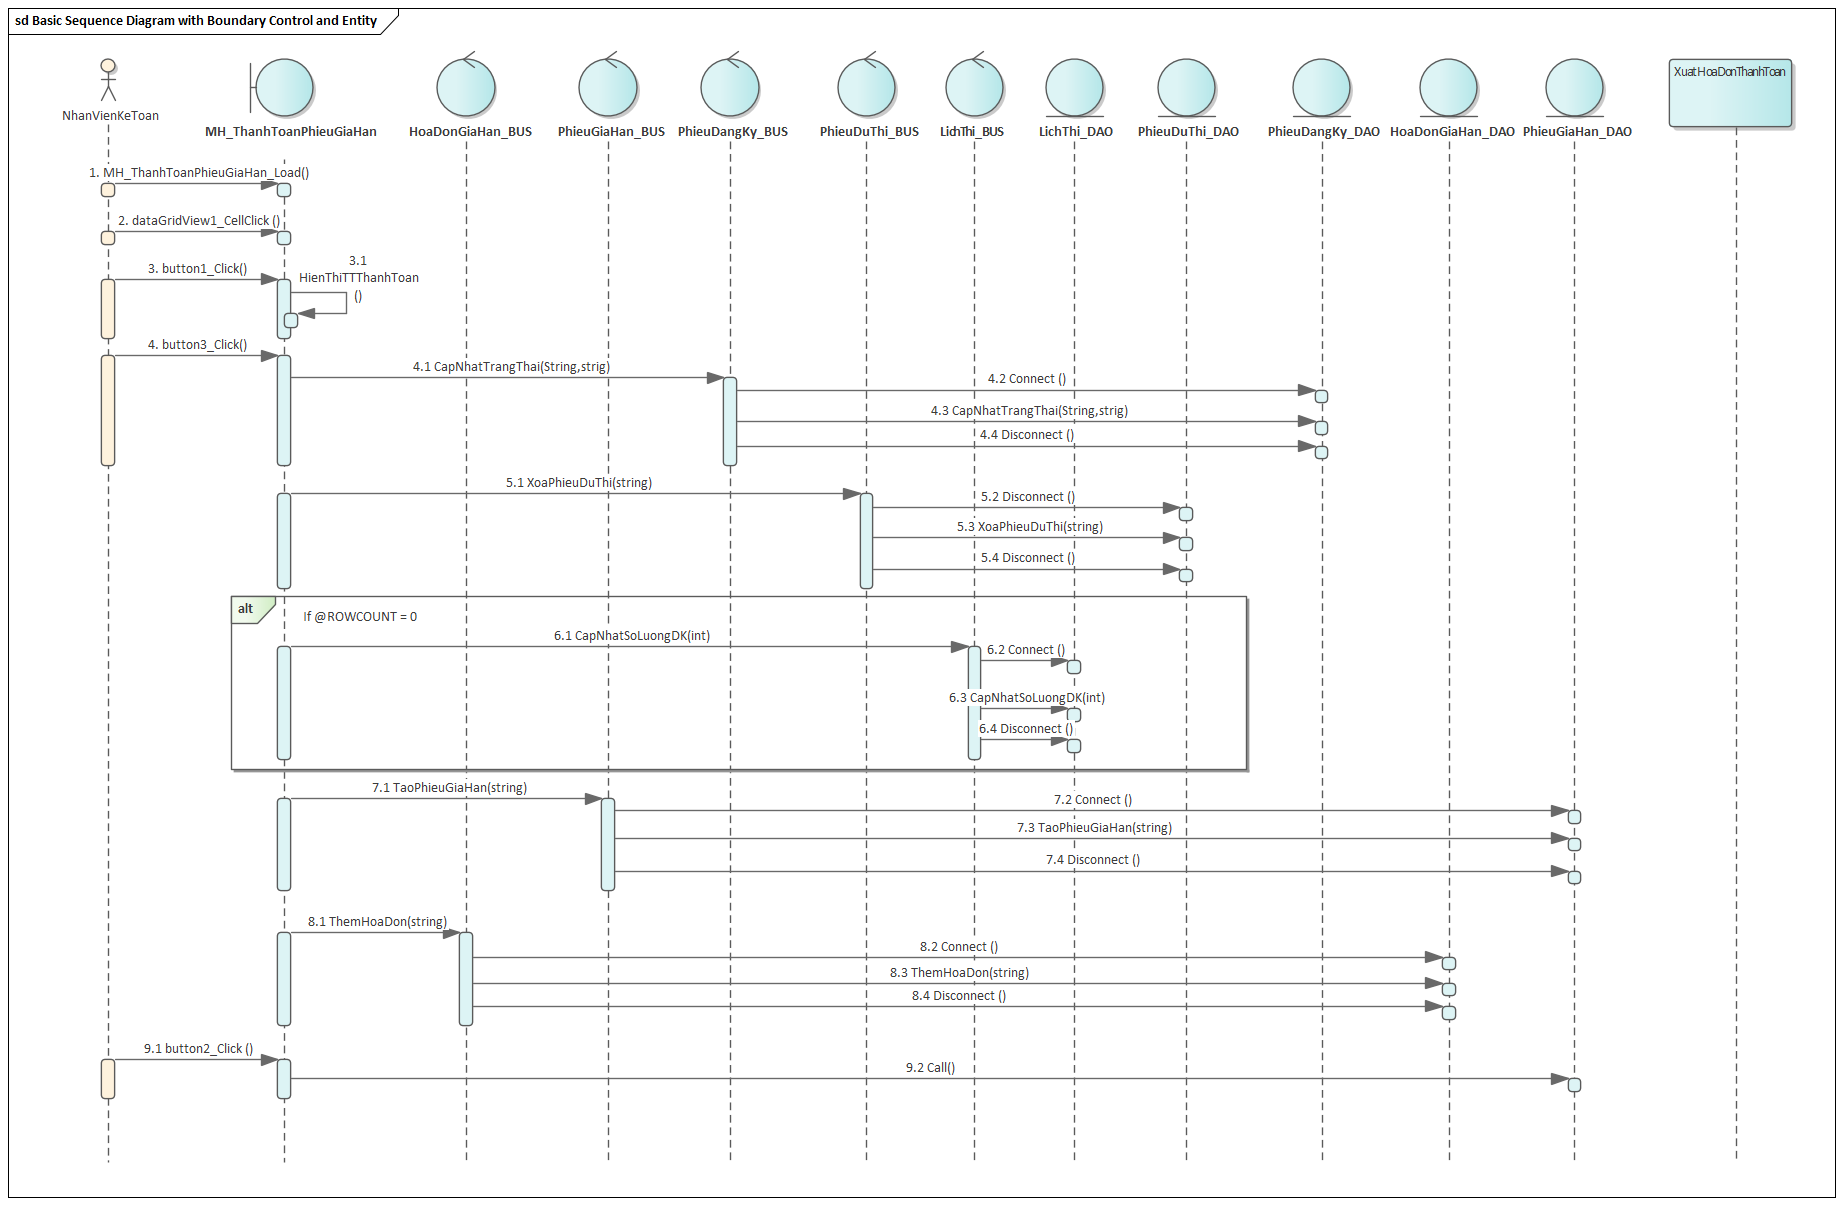 sd Basic Sequence Diagram with Boundary Control and Entity
NhanVienKeToan
MH_ThanhToanPhieuGiaHan
HoaDonGiaHan_BUS
PhieuGiaHan_BUS
PhieuDangKy_BUS
PhieuDuThi_BUS
LichThi_BUS
LichThi_DAO
PhieuDuThi_DAO
PhieuDangKy_DAO
HoaDonGiaHan_DAO
PhieuGiaHan_DAO
XuatHoaDonThanhToan
1. MH_ThanhToanPhieuGiaHan_Load()
2. dataGridView1_CellClick ()
3. button1_Click()
3.1
HienThiTTThanhToan
()
4. button3_Click()
4.1 CapNhatTrangThai(String,strig)
4.2 Connect ()
4.3 CapNhatTrangThai(String,strig)
4.4 Disconnect ()
5.1 XoaPhieuDuThi(string)
5.2 Disconnect ()
5.3 XoaPhieuDuThi(string)
5.4 Disconnect ()
alt
If @ROWCOUNT = 0
6.1 CapNhatSoLuongDK(int)
6.2 Connect ()
6.3 CapNhatSoLuongDK(int)
6.4 Disconnect ()
7.1 TaoPhieuGiaHan(string)
7.2 Connect ()
7.3 TaoPhieuGiaHan(string)
7.4 Disconnect ()
8.1 ThemHoaDon(string)
8.2 Connect ()
8.3 ThemHoaDon(string)
8.4 Disconnect ()
9.1 button2_Click ()
9.2 Call()